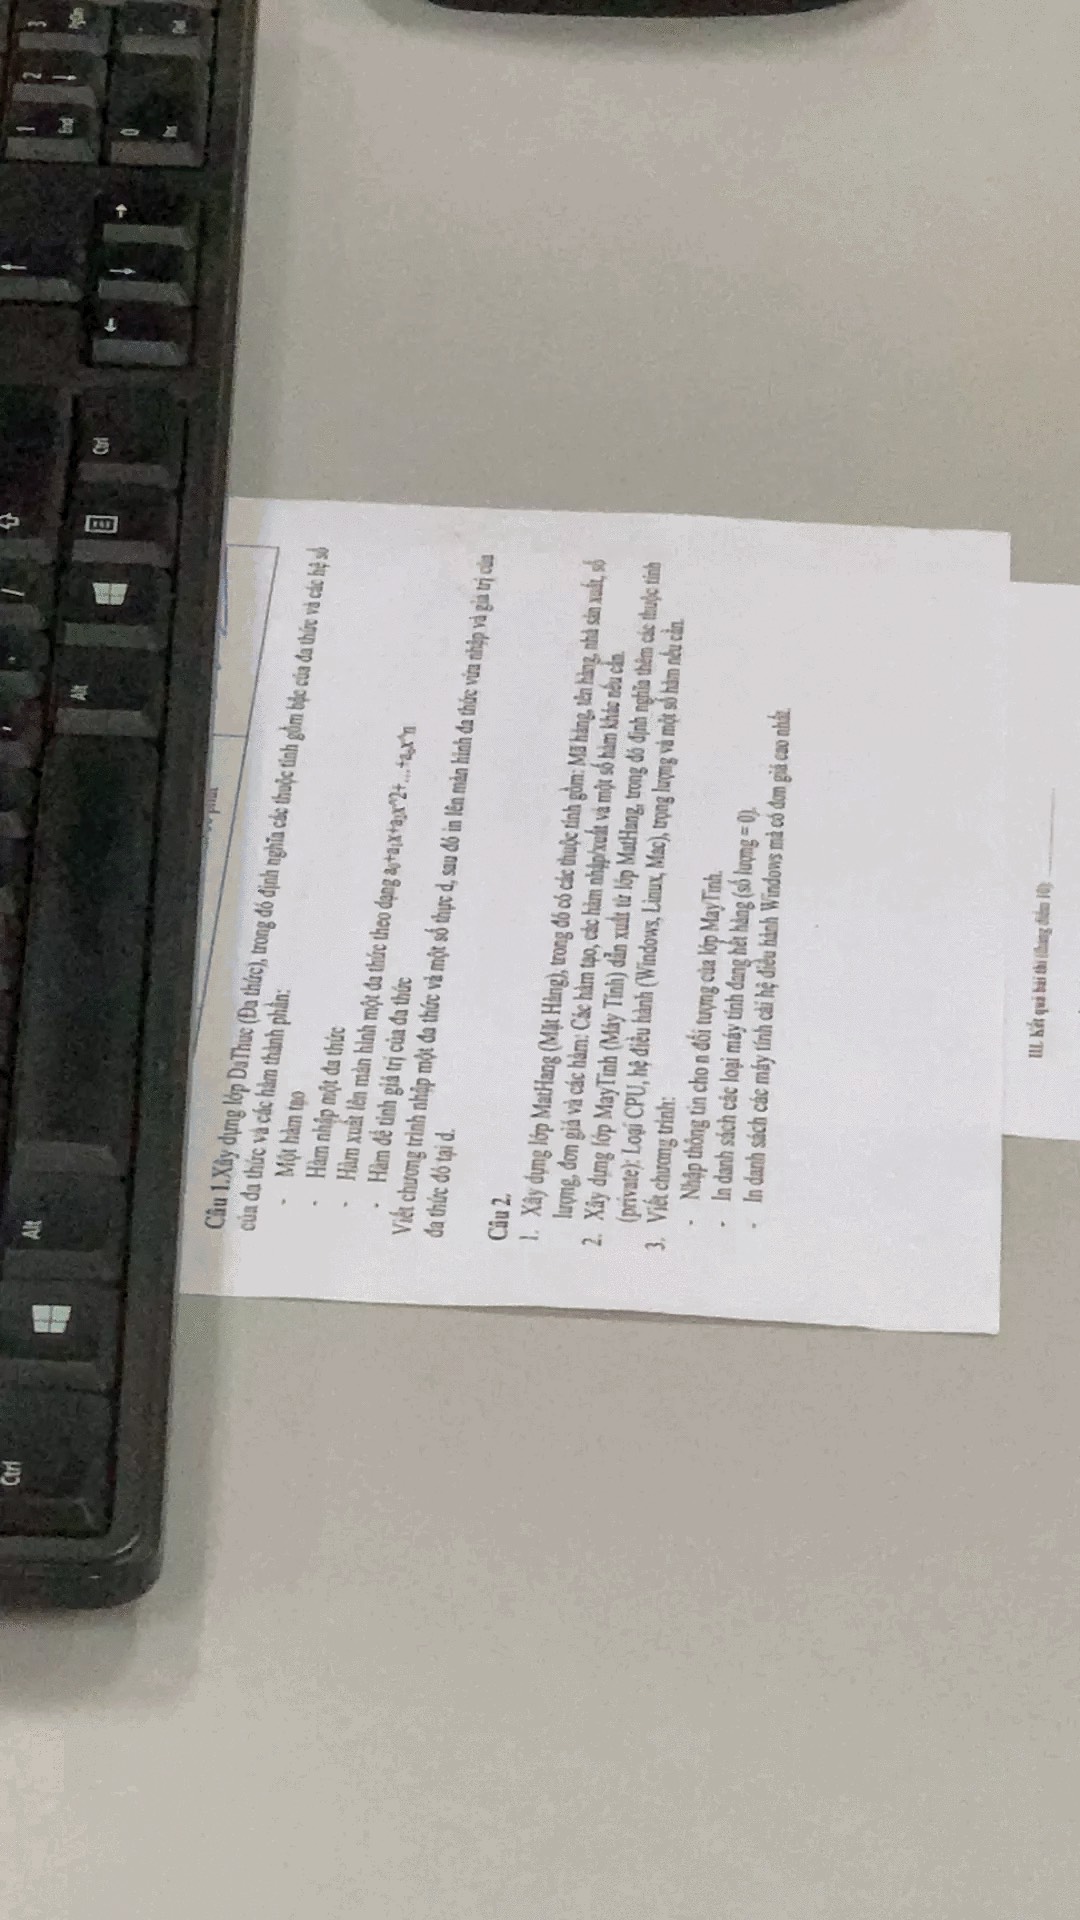 Ctrl
Alt
Alt
Ctrl
1
End
2
3
PgDn
0
Ins
Del
phút
Câu 1.Xây dựng lớp DaThuc (Đa thức), trong đó định nghĩa các thuộc tính gồm bậc của đa thức và các hệ số
của đa thức và các hàm thành phần:
- Một hàm tạo
- Hàm nhập một đa thức
- Hàm xuất lên màn hình một đa thức theo dạng a₀+a₁x+a₂x^2+...+aₙx^n
- Hàm để tính giá trị của đa thức
Viết chương trình nhập một đa thức và một số thực d, sau đó in lên màn hình đa thức vừa nhập và giá trị của
đa thức đó tại d.
Câu 2.
1. Xây dựng lớp MatHang (Mặt Hàng), trong đó có các thuộc tính gồm: Mã hàng, tên hàng, nhà sản xuất, số
lượng, đơn giá và các hàm: Các hàm tạo, các hàm nhập/xuất và một số hàm khác nếu cần.
2. Xây dựng lớp MayTinh (Máy Tính) dẫn xuất từ lớp MatHang, trong đó định nghĩa thêm các thuộc tính
(private): Loại CPU, hệ điều hành (Windows, Linux, Mac), trọng lượng và một số hàm nếu cần.
3. Viết chương trình:
- Nhập thông tin cho n đối tượng của lớp MayTinh.
- In danh sách các loại máy tính đang hết hàng (số lượng = 0).
- In danh sách các máy tính cài hệ điều hành Windows mà có đơn giá cao nhất.
III. Kết quả bài thi (thang điểm 10)